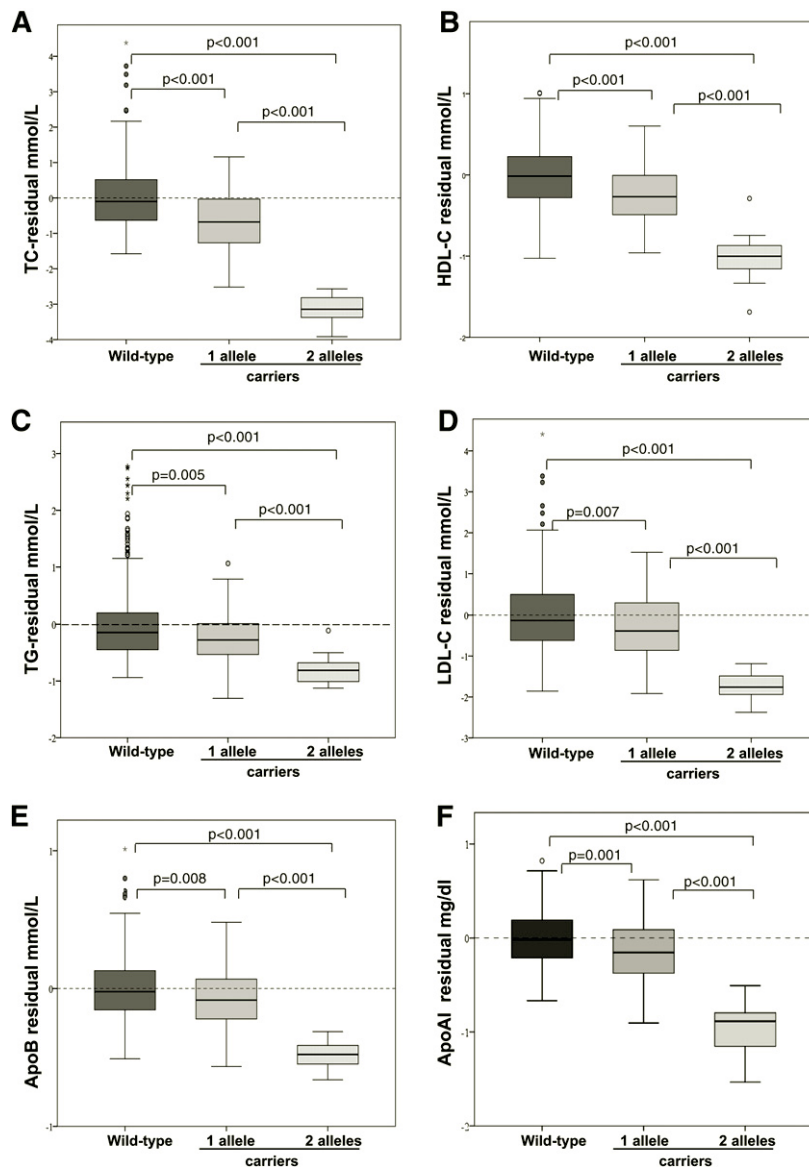 A
TC-residual mmol/L
4
3
2
1
0
-1
-2
-3
-4
p<0.001
p<0.001
p<0.001
Wild-type 1 allele 2 alleles
carriers
B
HDL-C residual mmol/L
1
0
-1
-2
p<0.001
p<0.001
p<0.001
Wild-type 1 allele 2 alleles
carriers
C
TG-residual mmol/L
3
2
1
0
-1
-2
p<0.001
p=0.005
p<0.001
Wild-type 1 allele 2 alleles
carriers
D
LDL-C residual mmol/L
4
3
2
1
0
-1
-2
-3
p<0.001
p=0.007
p<0.001
Wild-type 1 allele 2 alleles
carriers
E
ApoB residual mmol/L
1
0
-1
p<0.001
p=0.008
p<0.001
Wild-type 1 allele 2 alleles
carriers
F
ApoAI residual mg/dl
1
0
-1
-2
p<0.001
p=0.001
p<0.001
Wild-type 1 allele 2 alleles
carriers